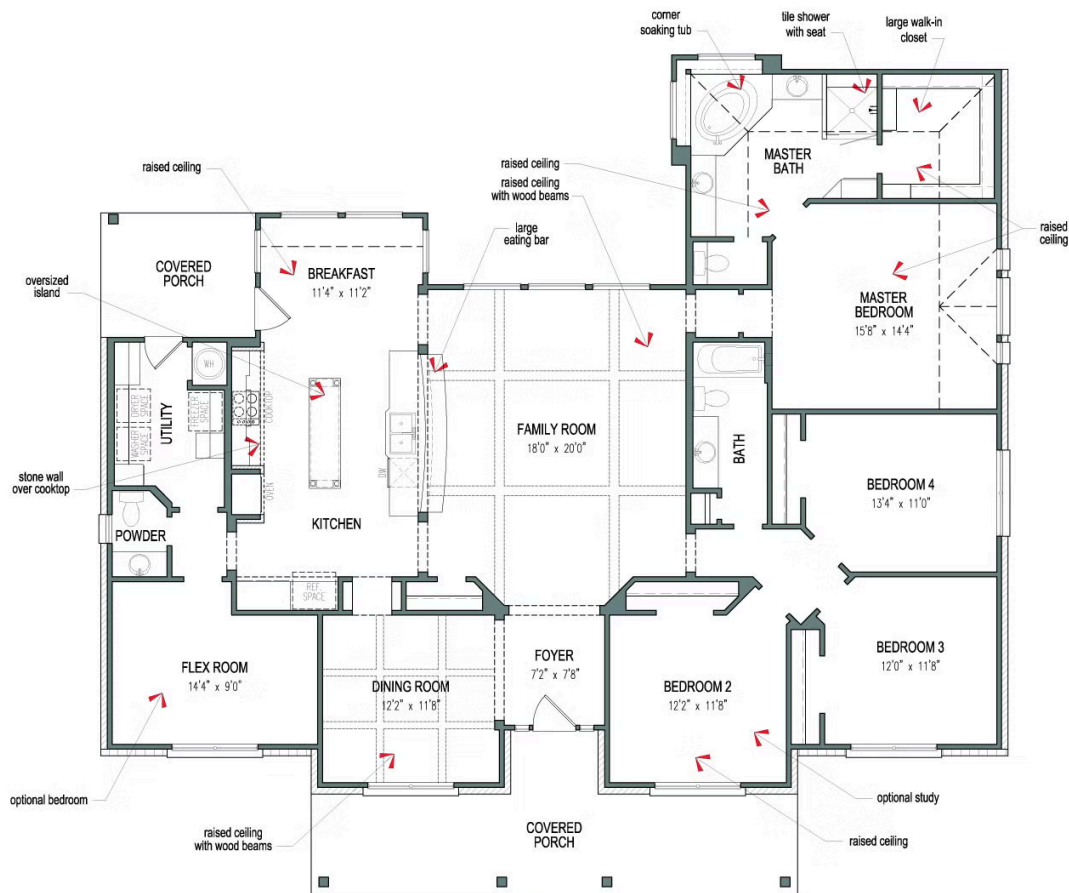 corner
soaking tub
tile shower
with seat
large walk-in
closet
raised ceiling
raised ceiling
raised ceiling
with wood beams
MASTER
BATH
large
eating bar
raised
ceiling
oversized
island
COVERED
PORCH
BREAKFAST
11'4" x 11'2"
MASTER
BEDROOM
15'8" x 14'4"
WH
DRYER
SPACE
WASHER
SPACE
FREEZER
SPACE
UTILITY
COOKTOP
FAMILY ROOM
18'0" x 20'0"
BATH
stone wall
over cooktop
OVEN
DW
BEDROOM 4
13'4" x 11'0"
POWDER
KITCHEN
REF.
SPACE
FLEX ROOM
14'4" x 9'0"
DINING ROOM
12'2" x 11'8"
FOYER
7'2" x 7'8"
BEDROOM 2
12'2" x 11'8"
BEDROOM 3
12'0" x 11'8"
optional bedroom
raised ceiling
with wood beams
COVERED
PORCH
optional study
raised ceiling